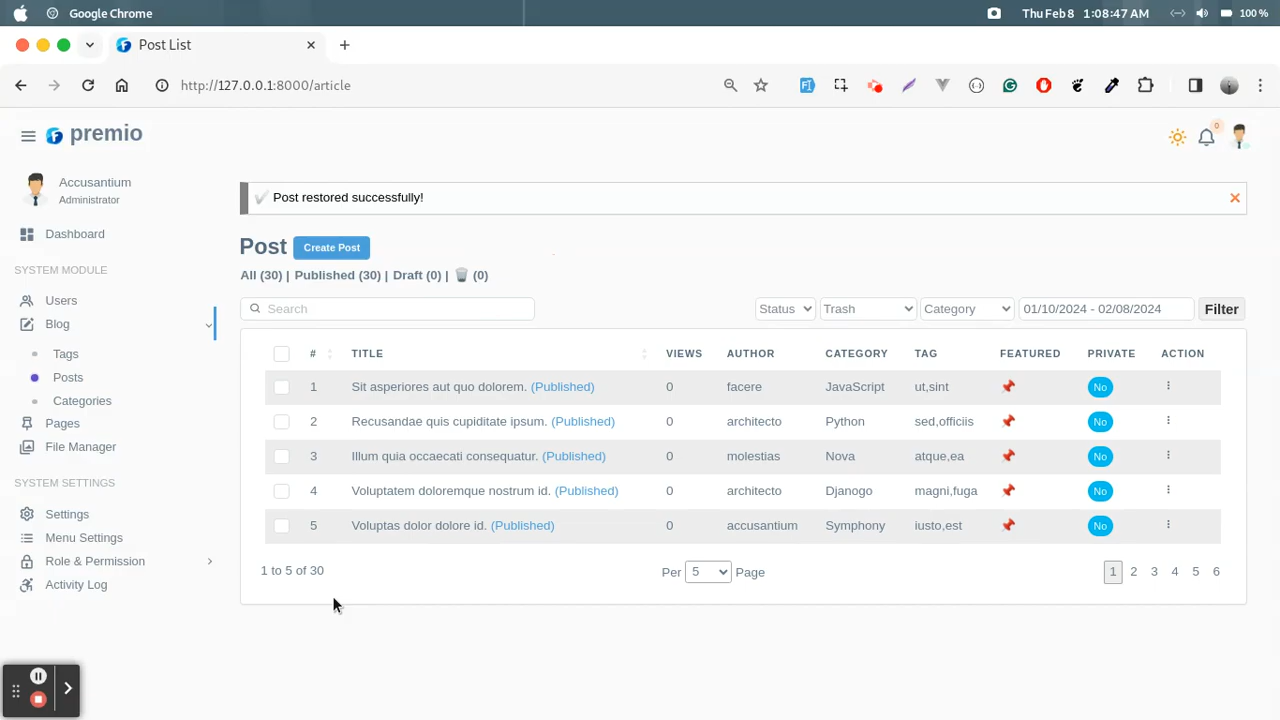 Google Chrome
Thu Feb 8 1:08:47 AM
100 %
Post List
http://127.0.0.1:8000/article
premio
0
Accusantium
Administrator
Dashboard
SYSTEM MODULE
Users
Blog
Tags
Posts
Categories
Pages
File Manager
SYSTEM SETTINGS
Settings
Menu Settings
Role & Permission
Activity Log
Post restored successfully!
Post Create Post
All (30) | Published (30) | Draft (0) | (0)
Search
Status Trash Category 01/10/2024 - 02/08/2024 Filter
# TITLE VIEWS AUTHOR CATEGORY TAG FEATURED PRIVATE ACTION
1 Sit asperiores aut quo dolorem. (Published) 0 facere JavaScript ut,sint No
2 Recusandae quis cupiditate ipsum. (Published) 0 architecto Python sed,officiis No
3 Illum quia occaecati consequatur. (Published) 0 molestias Nova atque,ea No
4 Voluptatem doloremque nostrum id. (Published) 0 architecto Djanogo magni,fuga No
5 Voluptas dolor dolore id. (Published) 0 accusantium Symphony iusto,est No
1 to 5 of 30 Per 5 Page 1 2 3 4 5 6